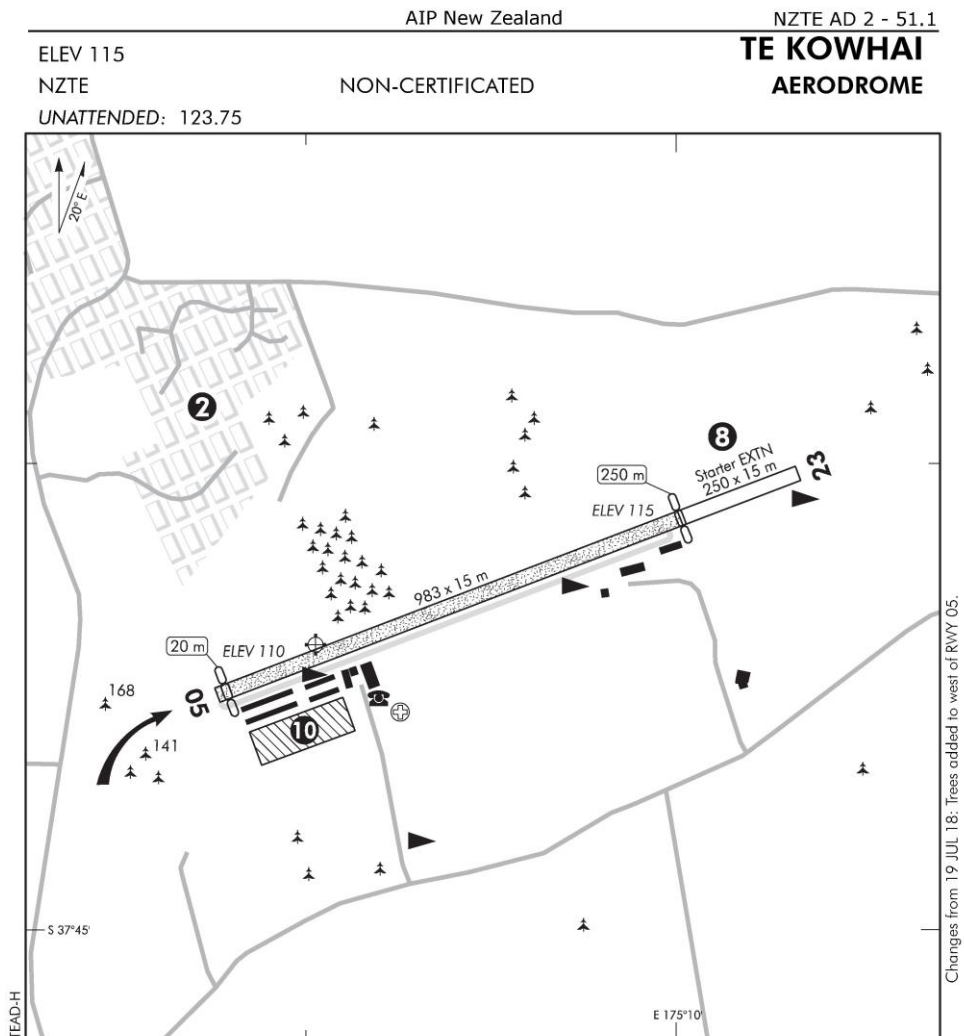 AIP New Zealand
NZTE AD 2 - 51.1
ELEV 115
TE KOWHAI
NZTE
NON-CERTIFICATED
AERODROME
UNATTENDED: 123.75
20° E
2
8
Starter EXTN
250 x 15 m
23
250 m
ELEV 115
983 x 15 m
20 m
ELEV 110
05
168
141
10
S 37°45'
E 175°10'
Changes from 19 JUL 18: Trees added to west of RWY 05.
TEAD-H